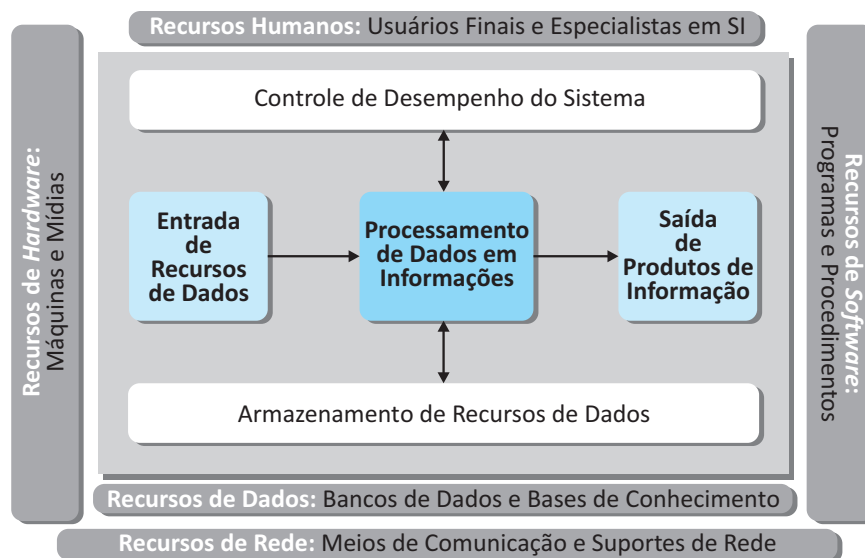 Recursos Humanos: Usuários Finais e Especialistas em SI
Recursos de Hardware:
Máquinas e Mídias
Controle de Desempenho do Sistema
Entrada
de
Recursos
de Dados
Processamento
de Dados em
Informações
Saída
de
Produtos de
Informação
Armazenamento de Recursos de Dados
Recursos de Software:
Programas e Procedimentos
Recursos de Dados: Bancos de Dados e Bases de Conhecimento
Recursos de Rede: Meios de Comunicação e Suportes de Rede